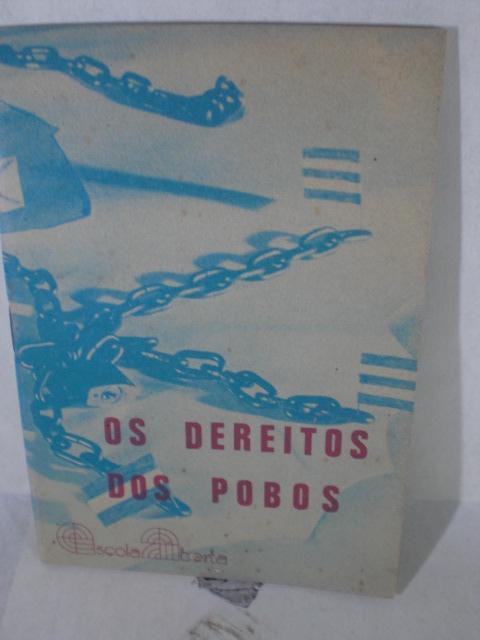 OS DEREITOS
DOS POBOS
Escola Aberta